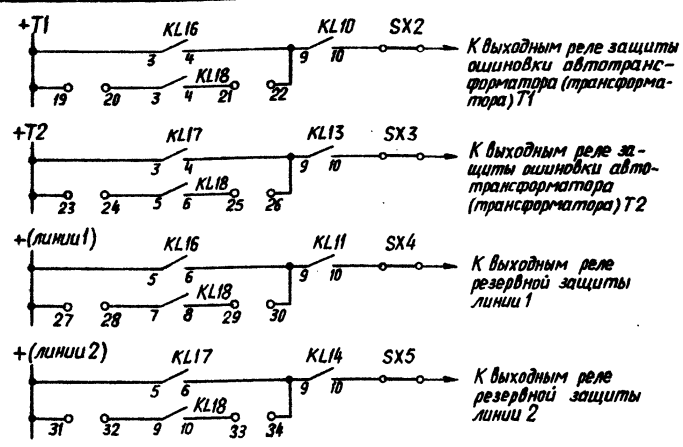 +T1
KL16
KL10
SX2
3 4
9 10
19 20 3 4 KL18 21 22
К выходным реле защиты
ошиновки автотранс-
форматора (трансформа-
тора) T1
+T2
KL17
KL13
SX3
3 4
9 10
23 24 5 6 KL18 25 26
К выходным реле за-
щиты ошиновки авто-
трансформатора
(трансформатора) T2
+(линии 1)
KL16
KL11
SX4
5 6
9 10
27 28 7 8 KL18 29 30
К выходным реле
резервной защиты
линии 1
+(линии 2)
KL17
KL14
SX5
5 6
9 10
31 32 9 10 KL18 33 34
К выходным реле
резервной защиты
линии 2